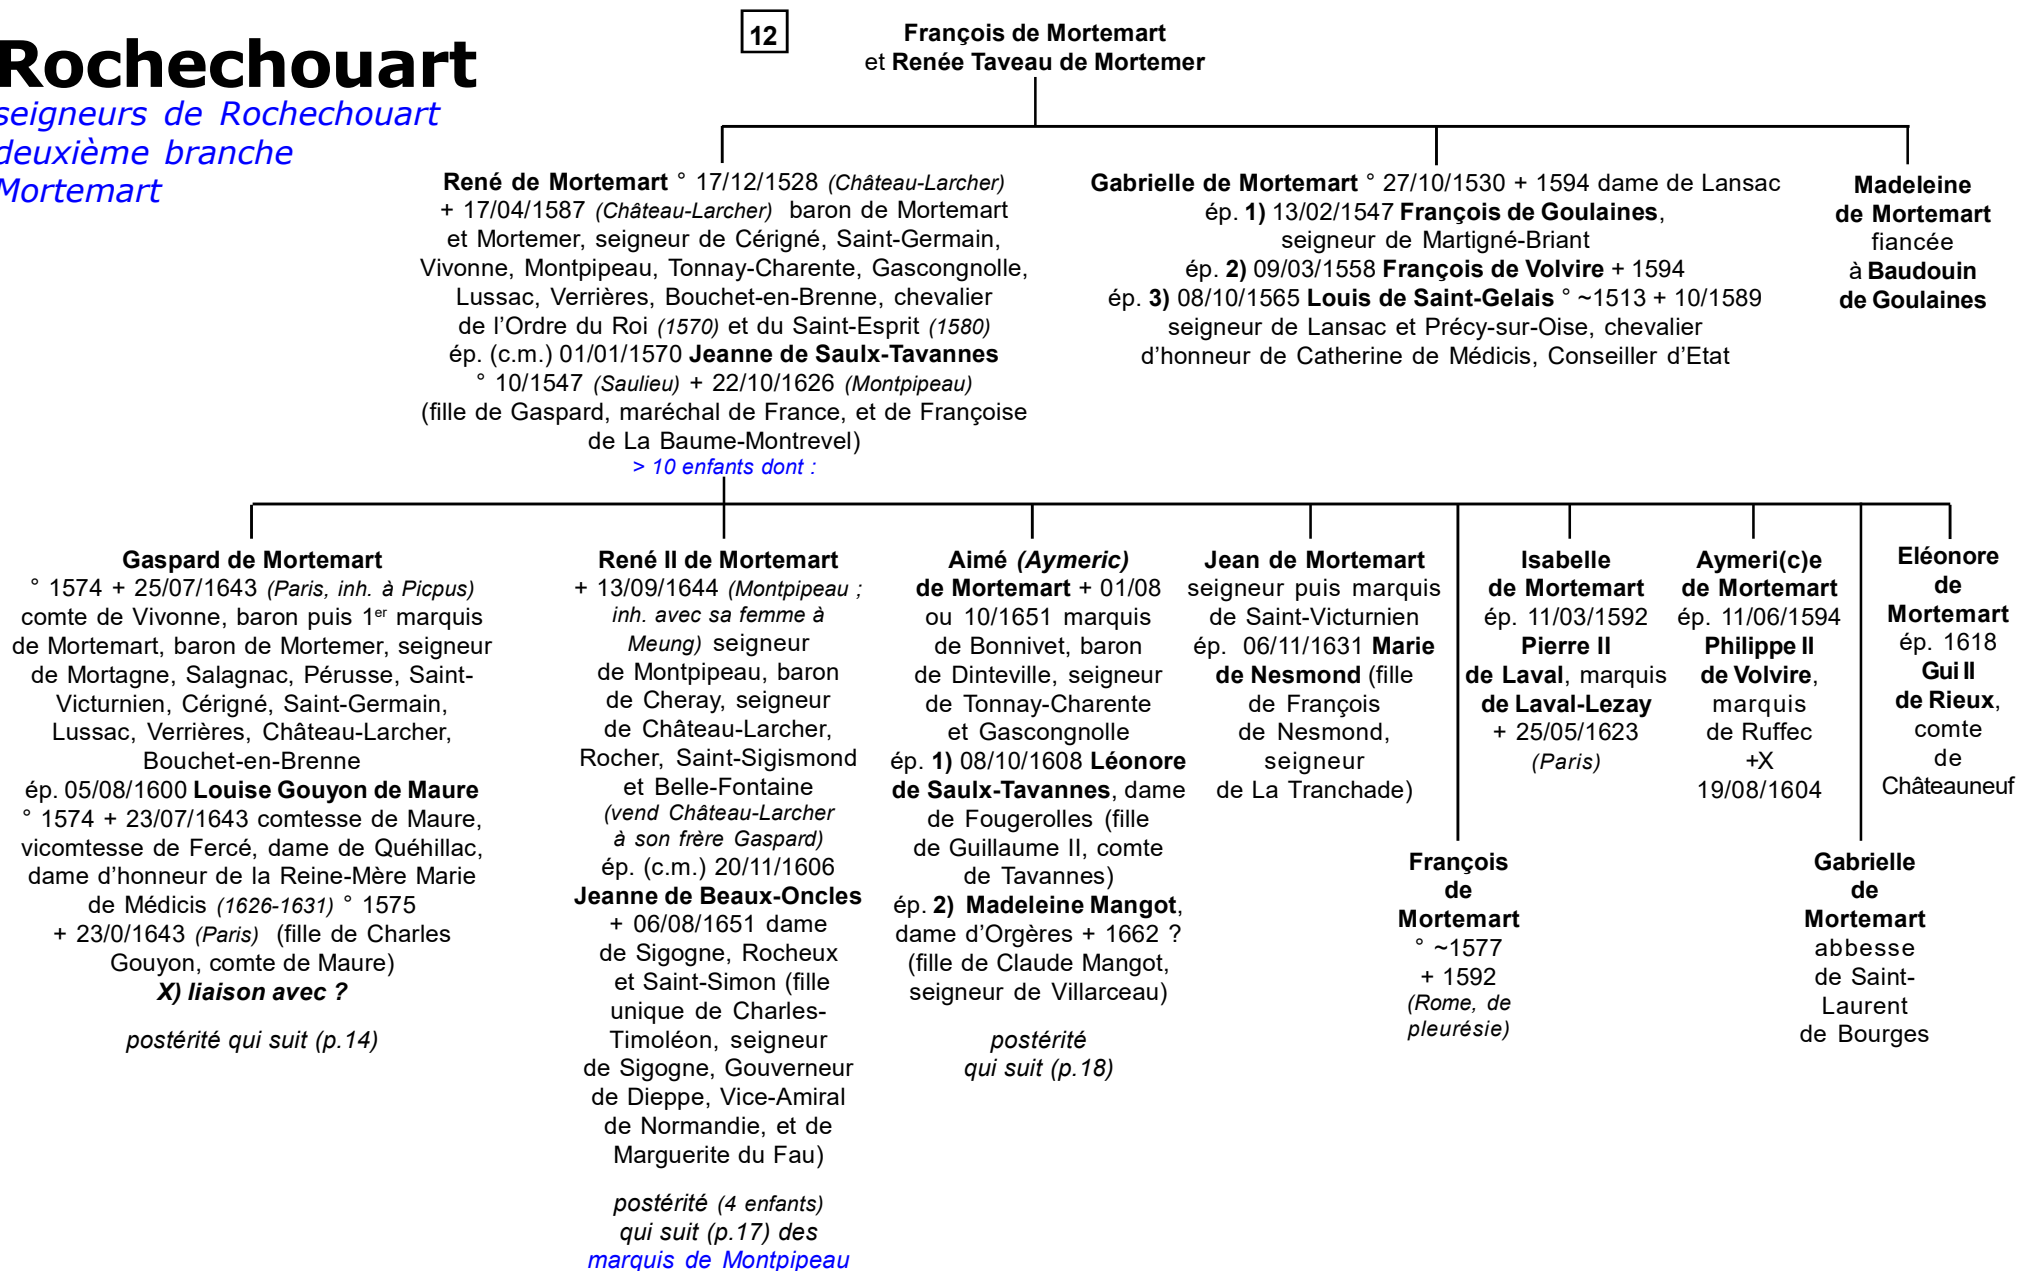 Rochechouart
seigneurs de Rochechouart
deuxième branche
Mortemart
12
François de Mortemart
et Renée Taveau de Mortemer
René de Mortemart ° 17/12/1528 (Château-Larcher)
+ 17/04/1587 (Château-Larcher) baron de Mortemart
et Mortemer, seigneur de Cérigné, Saint-Germain,
Vivonne, Montpipeau, Tonnay-Charente, Gascongnolle,
Lussac, Verrières, Bouchet-en-Brenne, chevalier
de l’Ordre du Roi (1570) et du Saint-Esprit (1580)
ép. (c.m.) 01/01/1570 Jeanne de Saulx-Tavannes
° 10/1547 (Saulieu) + 22/10/1626 (Montpipeau)
(fille de Gaspard, maréchal de France, et de Françoise
de La Baume-Montrevel)
> 10 enfants dont :
Gabrielle de Mortemart ° 27/10/1530 + 1594 dame de Lansac
ép. 1) 13/02/1547 François de Goulaines,
seigneur de Martigné-Briant
ép. 2) 09/03/1558 François de Volvire + 1594
ép. 3) 08/10/1565 Louis de Saint-Gelais ° ~1513 + 10/1589
seigneur de Lansac et Précy-sur-Oise, chevalier
d’honneur de Catherine de Médicis, Conseiller d’Etat
Madeleine
de Mortemart
fiancée
à Baudouin
de Goulaines
Gaspard de Mortemart
° 1574 + 25/07/1643 (Paris, inh. à Picpus)
comte de Vivonne, baron puis 1er marquis
de Mortemart, baron de Mortemer, seigneur
de Mortagne, Salagnac, Pérusse, Saint-
Victurnien, Cérigné, Saint-Germain,
Lussac, Verrières, Château-Larcher,
Bouchet-en-Brenne
ép. 05/08/1600 Louise Gouyon de Maure
° 1574 + 23/07/1643 comtesse de Maure,
vicomtesse de Fercé, dame de Quéhillac,
dame d’honneur de la Reine-Mère Marie
de Médicis (1626-1631) ° 1575
+ 23/0/1643 (Paris) (fille de Charles
Gouyon, comte de Maure)
X) liaison avec ?
postérité qui suit (p.14)
René II de Mortemart
+ 13/09/1644 (Montpipeau ;
inh. avec sa femme à
Meung) seigneur
de Montpipeau, baron
de Cheray, seigneur
de Château-Larcher,
Rocher, Saint-Sigismond
et Belle-Fontaine
(vend Château-Larcher
à son frère Gaspard)
ép. (c.m.) 20/11/1606
Jeanne de Beaux-Oncles
+ 06/08/1651 dame
de Sigogne, Rocheux
et Saint-Simon (fille
unique de Charles-
Timoléon, seigneur
de Sigogne, Gouverneur
de Dieppe, Vice-Amiral
de Normandie, et de
Marguerite du Fau)
postérité (4 enfants)
qui suit (p.17) des
marquis de Montpipeau
Aimé (Aymeric)
de Mortemart + 01/08
ou 10/1651 marquis
de Bonnivet, baron
de Dinteville, seigneur
de Tonnay-Charente
et Gascongnolle
ép. 1) 08/10/1608 Léonore
de Saulx-Tavannes, dame
de Fougerolles (fille
de Guillaume II, comte
de Tavannes)
ép. 2) Madeleine Mangot,
dame d’Orgères + 1662 ?
(fille de Claude Mangot,
seigneur de Villarceau)
postérité
qui suit (p.18)
Jean de Mortemart
seigneur puis marquis
de Saint-Victurnien
ép. 06/11/1631 Marie
de Nesmond (fille
de François
de Nesmond,
seigneur
de La Tranchade)
François
de
Mortemart
° ~1577
+ 1592
(Rome, de
pleurésie)
Isabelle
de Mortemart
ép. 11/03/1592
Pierre II
de Laval, marquis
de Laval-Lezay
+ 25/05/1623
(Paris)
Aymeri(c)e
de Mortemart
ép. 11/06/1594
Philippe II
de Volvire,
marquis
de Ruffec
+X
19/08/1604
Gabrielle
de
Mortemart
abbesse
de Saint-
Laurent
de Bourges
Eléonore
de
Mortemart
ép. 1618
Gui II
de Rieux,
comte
de
Châteauneuf